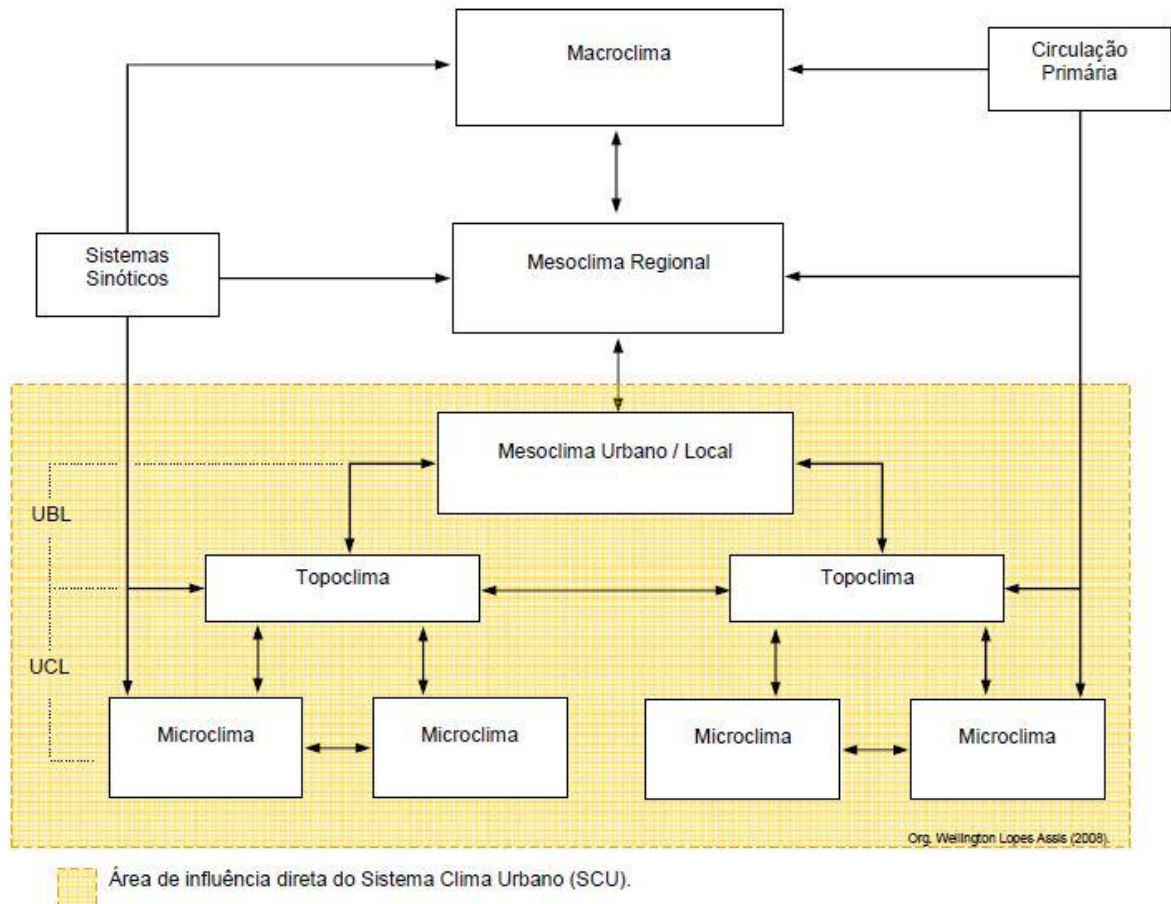 Macroclima
Circulação
Primária
Sistemas
Sinóticos
Mesoclima Regional
Mesoclima Urbano / Local
UBL
Topoclima
Topoclima
UCL
Microclima
Microclima
Microclima
Microclima
Org. Wellington Lopes Assis (2008).
Área de influência direta do Sistema Clima Urbano (SCU).